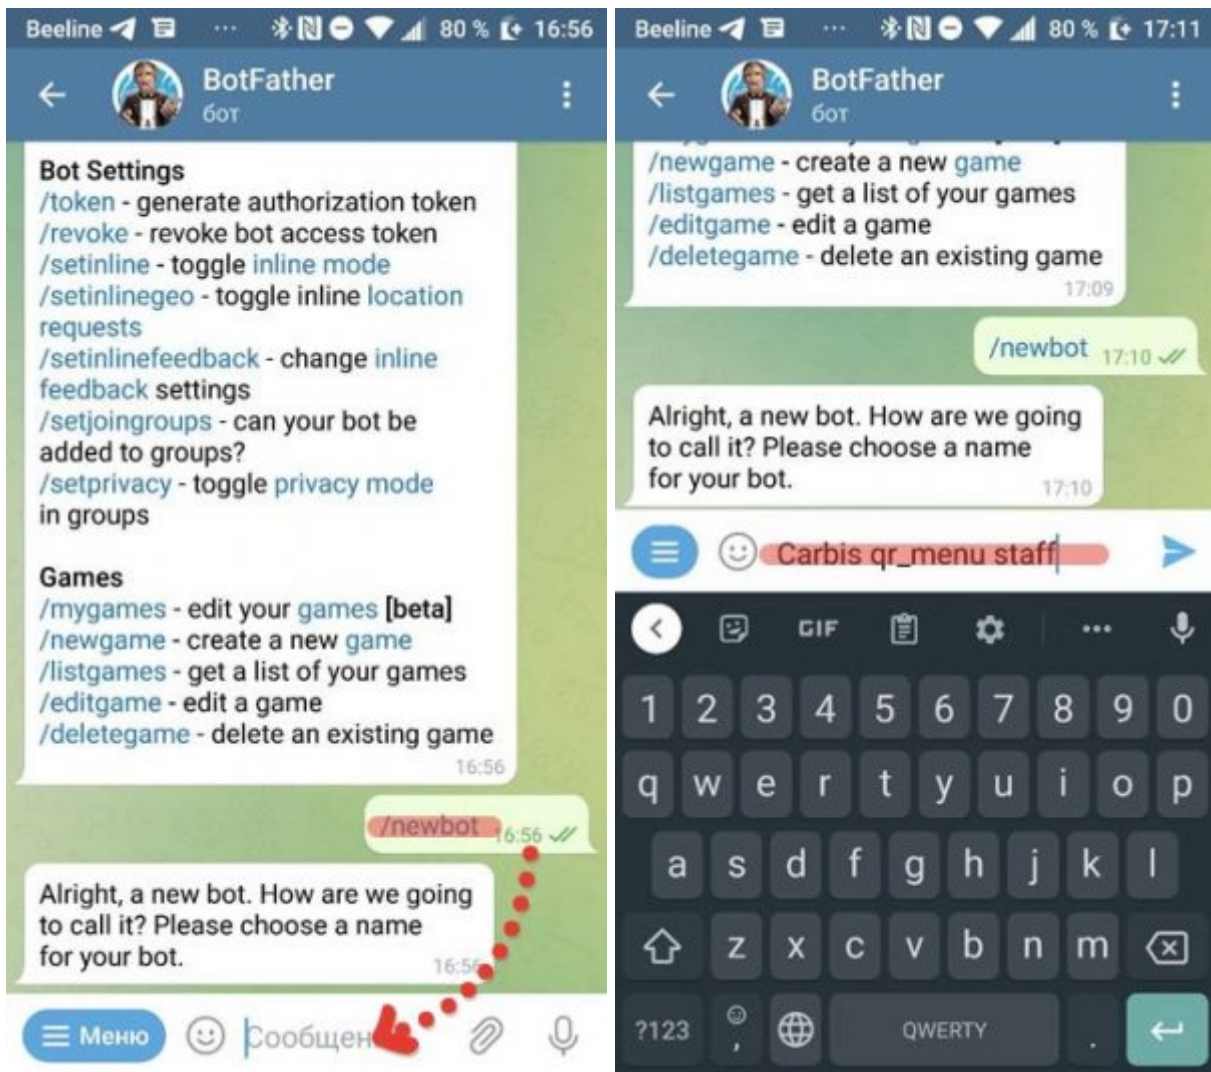 Beeline ... 80 % 16:56
BotFather
бот
Bot Settings
/token - generate authorization token
/revoke - revoke bot access token
/setinline - toggle inline mode
/setinlinegeo - toggle inline location
requests
/setinlinefeedback - change inline
feedback settings
/setjoingroups - can your bot be
added to groups?
/setprivacy - toggle privacy mode
in groups
Games
/mygames - edit your games [beta]
/newgame - create a new game
/listgames - get a list of your games
/editgame - edit a game
/deletegame - delete an existing game
16:56
/newbot 16:56
Alright, a new bot. How are we going
to call it? Please choose a name
for your bot.
16:56
Меню Сообщен
Beeline ... 80 % 17:11
BotFather
бот
/newgame - create a new game
/listgames - get a list of your games
/editgame - edit a game
/deletegame - delete an existing game
17:09
/newbot 17:10
Alright, a new bot. How are we going
to call it? Please choose a name
for your bot.
17:10
Carbis qr_menu staff
GIF
1 2 3 4 5 6 7 8 9 0
q w e r t y u i o p
a s d f g h j k l
z x c v b n m
?123 , QWERTY .